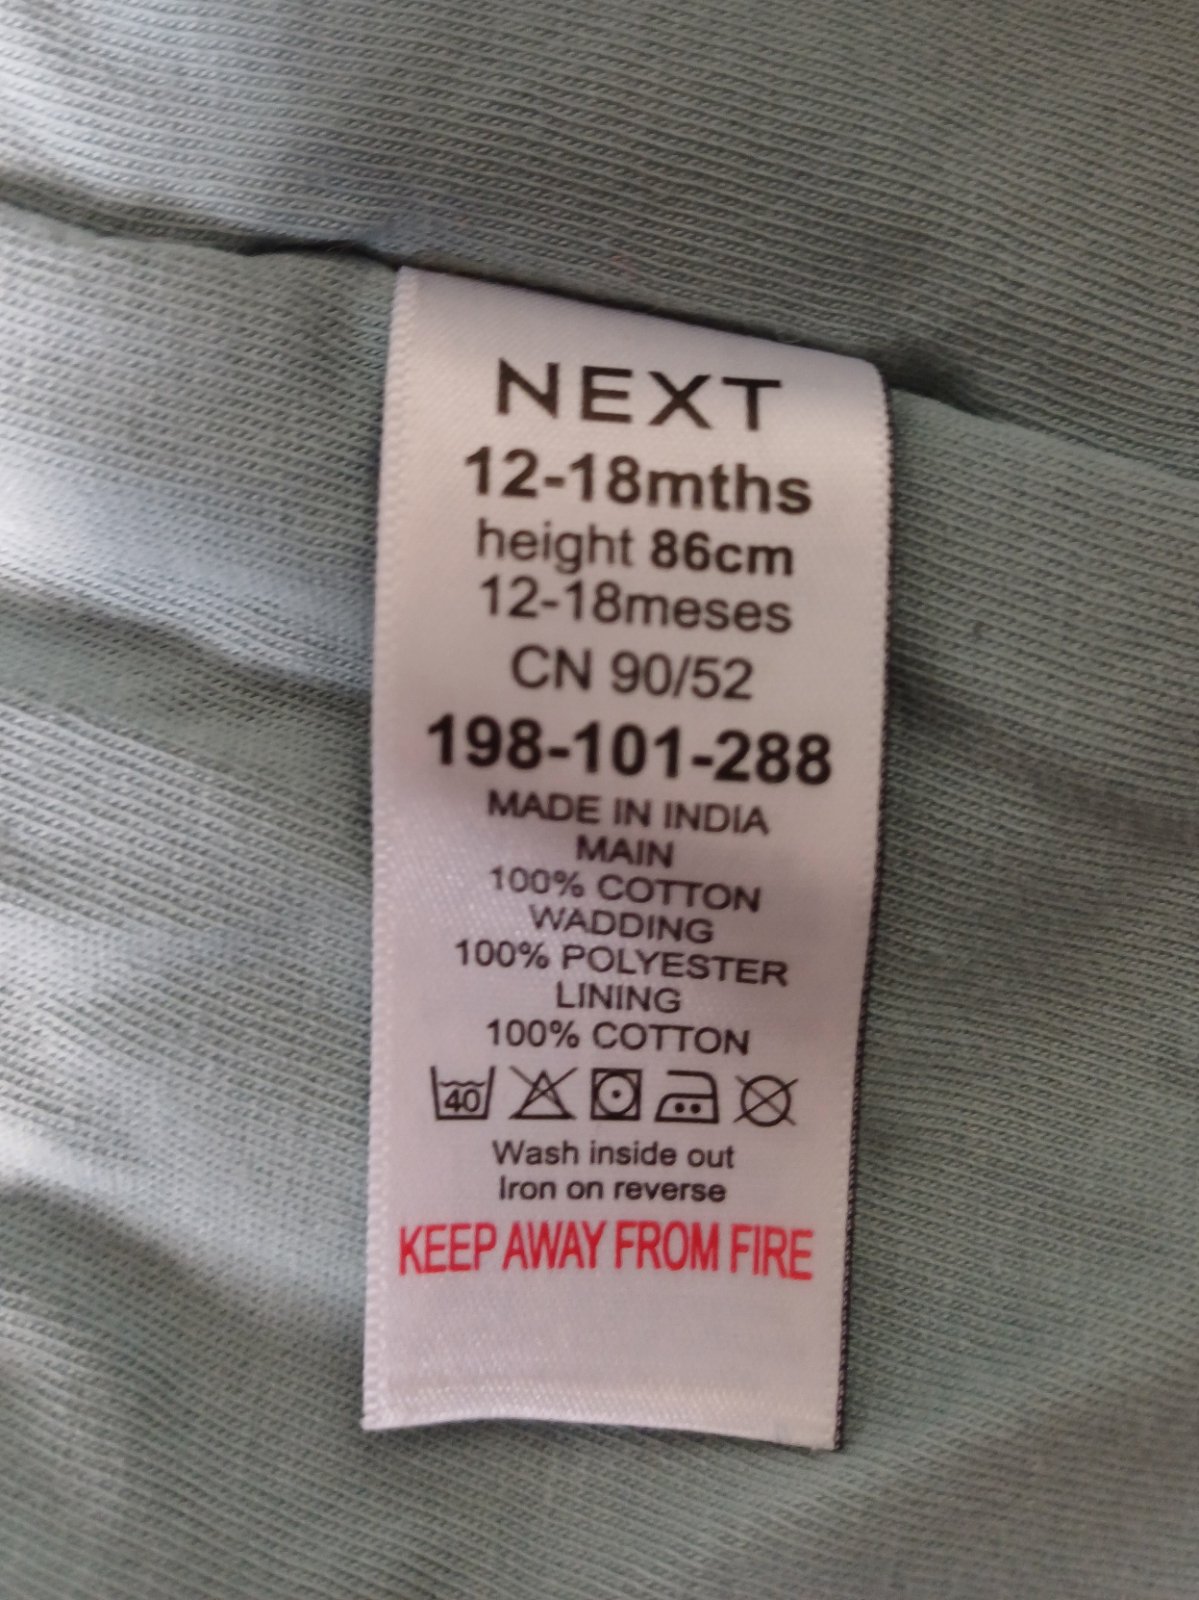 NEXT
12-18mths
height 86cm
12-18meses
CN 90/52
198-101-288
MADE IN INDIA
MAIN
100% COTTON
WADDING
100% POLYESTER
LINING
100% COTTON
40
Wash inside out
Iron on reverse
KEEP AWAY FROM FIRE